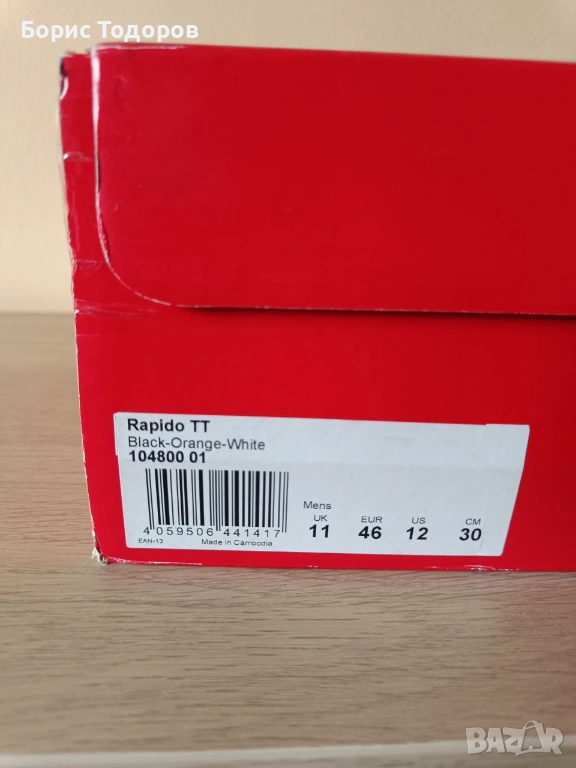 Борис Тодоров
Rapido TT
Black-Orange-White
104800 01
4 059506 441417
EAN-13
Made in Cambodia
Mens
UK EUR US CM
11 46 12 30
BAZAR